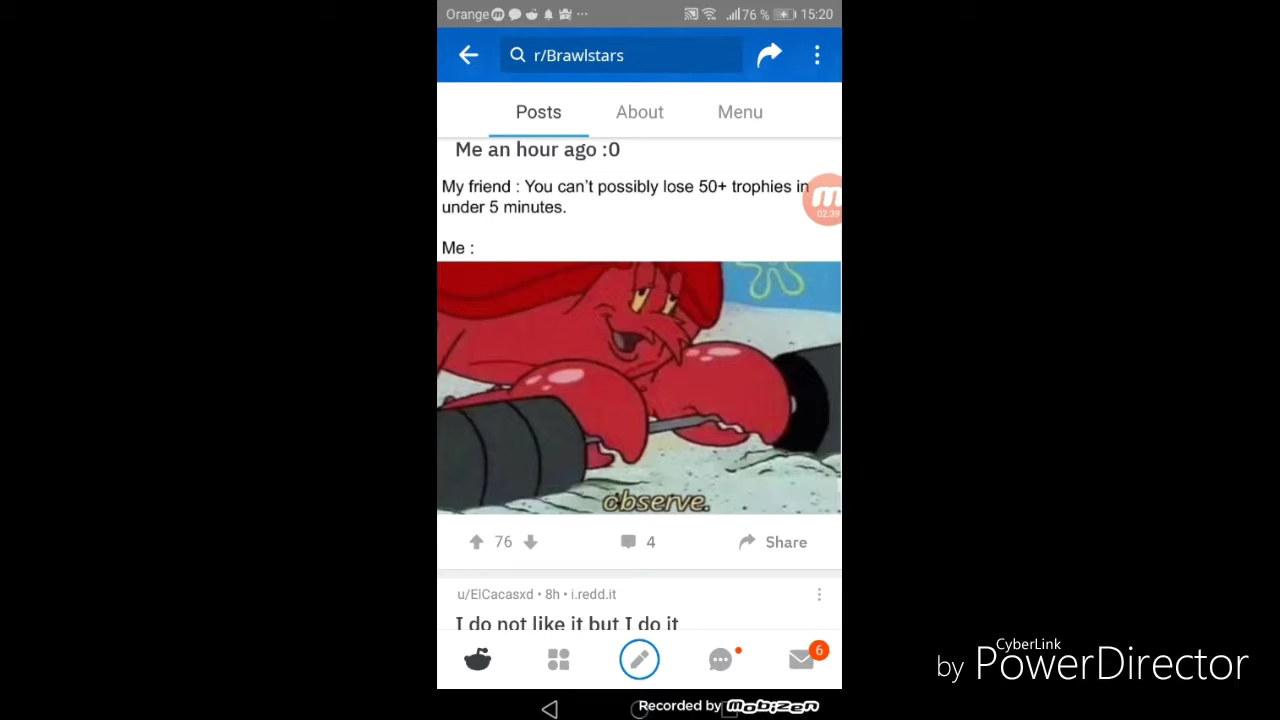 Orange 76 % 15:20
r/Brawlstars
Posts About Menu
Me an hour ago :0
My friend : You can't possibly lose 50+ trophies in
under 5 minutes.
02:39
Me :
observe.
76 4 Share
u/ElCacasxd • 8h • i.redd.it
I do not like it but I do it
6
CyberLink
by PowerDirector
Recorded by mobizen